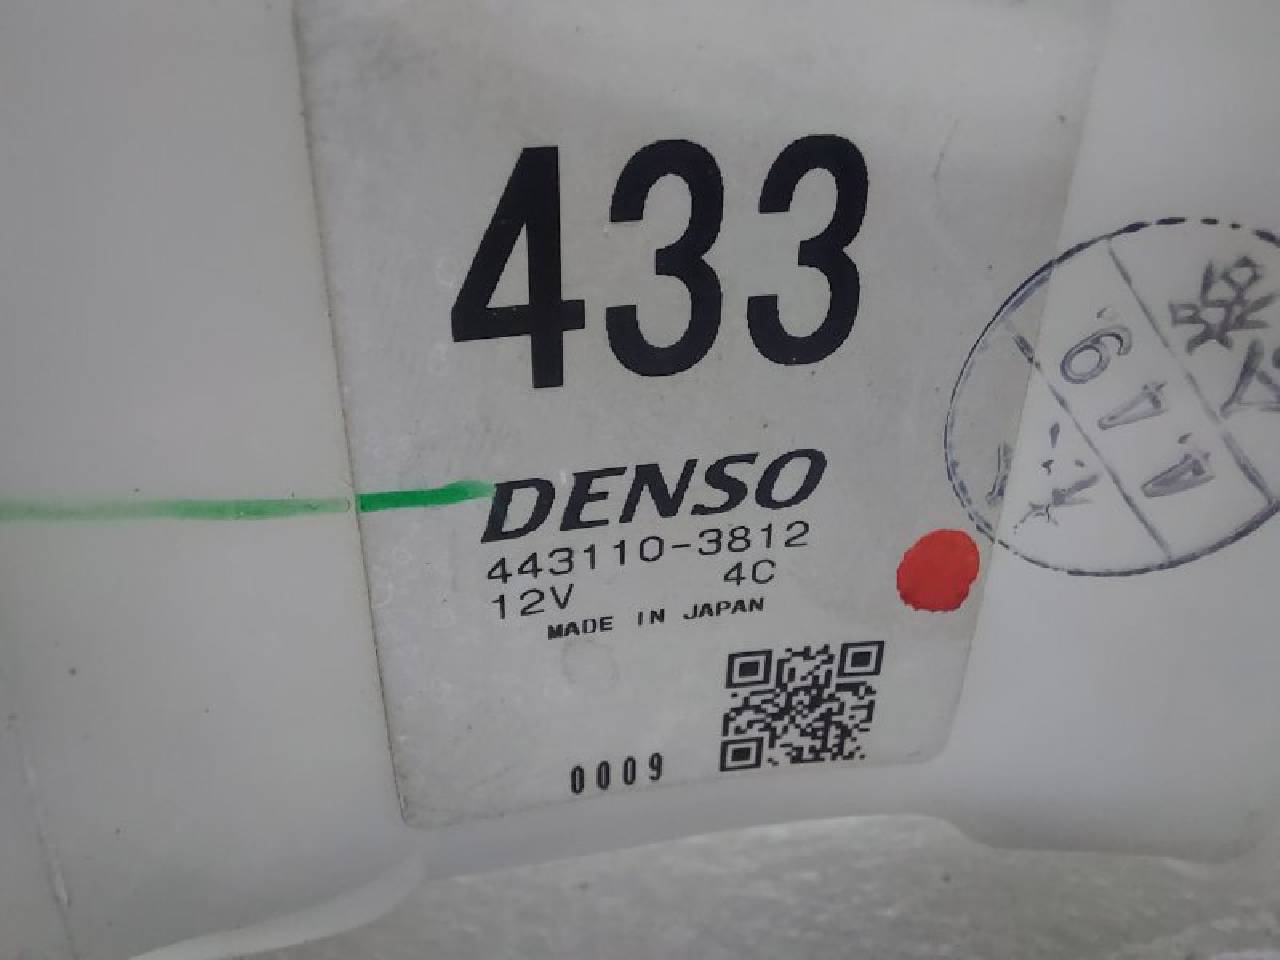 433
DENSO
443110-3812
12V 4C
MADE IN JAPAN
0009